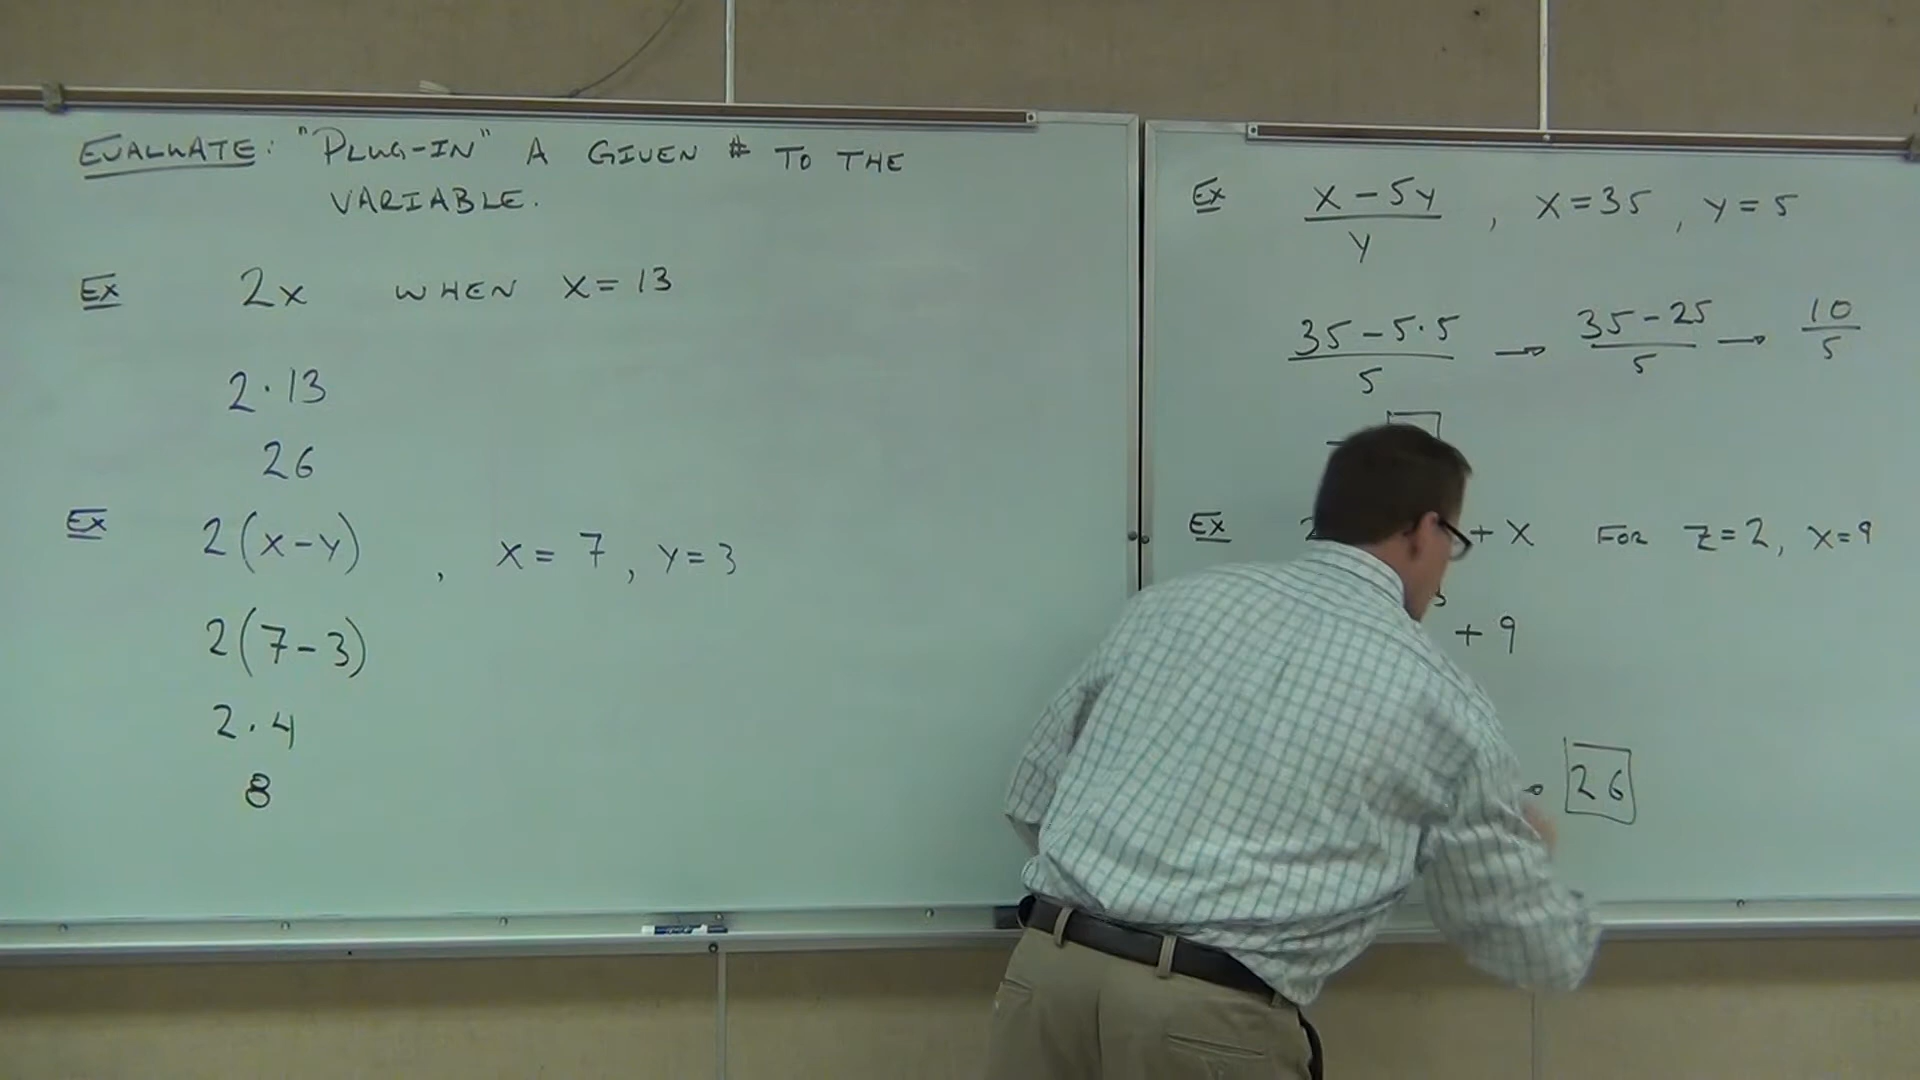 EVALUATE: "PLUG-IN" A GIVEN # TO THE
VARIABLE.
Ex 2x WHEN x=13
2·13
26
Ex 2(x-y) , x=7, y=3
2(7-3)
2·4
8
Ex x-5y / y , x=35, y=5
35-5·5 / 5 → 35-25 / 5 → 10 / 5
Ex 2 + x FOR z=2, x=9
3
+ 9
26